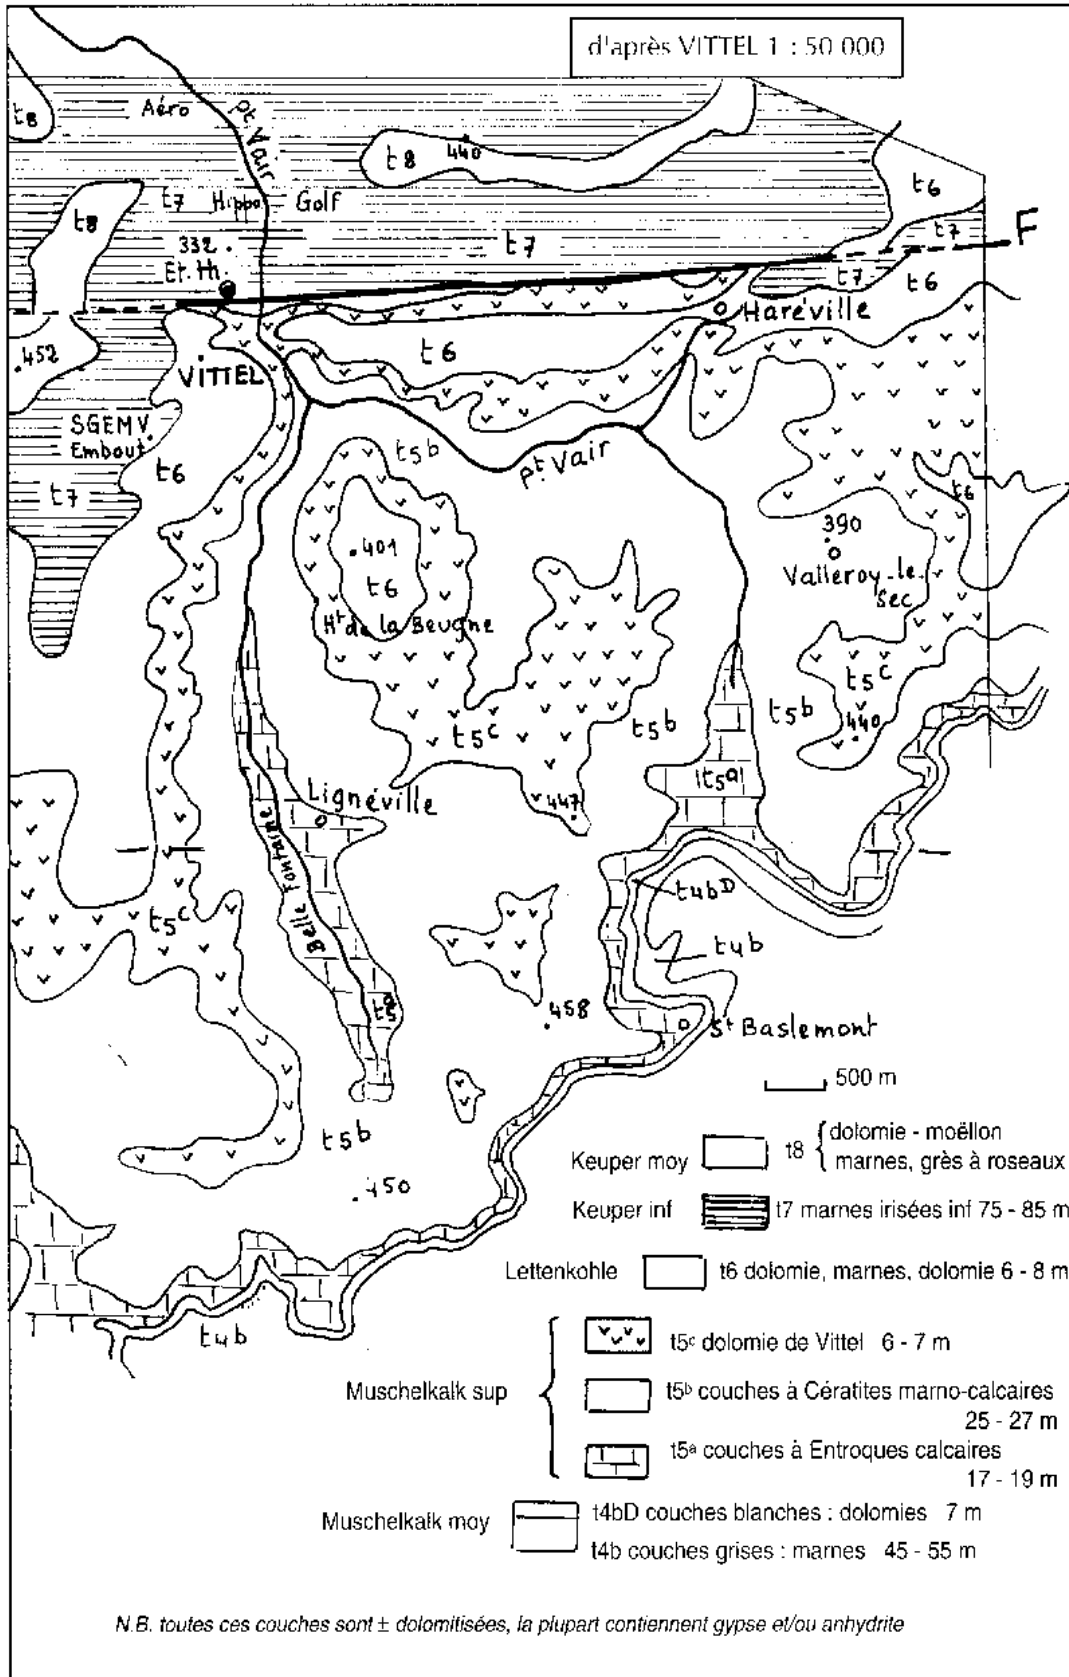 d'après VITTEL 1 : 50 000
t8
Aéro
pt. Vair
t8
440
t6
t7
Hippo - Golf
t8
332
t7
t7
F
Et. th.
t7
t6
Haréville
452
t6
VITTEL
SGEMV
Embout.
t5b
pt. Vair
t6
t7
t6
390
401
t6
Valleroy-le-
sec
Ht de la Beugne
t5c
t5b
t5b
t5c
440
t5a
Lignéville
447
Belle Fontaine
t4bD
t5c
t4b
t5a
458
St Baslemont
500 m
t5b
Keuper moy t8 { dolomie - moëllon
marnes, grès à roseaux
450
Keuper inf t7 marnes irisées inf 75 - 85 m
Lettenkohle t6 dolomie, marnes, dolomie 6 - 8 m
t4b
t5c dolomie de Vittel 6 - 7 m
Muschelkalk sup { t5b couches à Cératites marno-calcaires
25 - 27 m
t5a couches à Entroques calcaires
17 - 19 m
Muschelkalk moy t4bD couches blanches : dolomies 7 m
t4b couches grises : marnes 45 - 55 m
N.B. toutes ces couches sont ± dolomitisées, la plupart contiennent gypse et/ou anhydrite